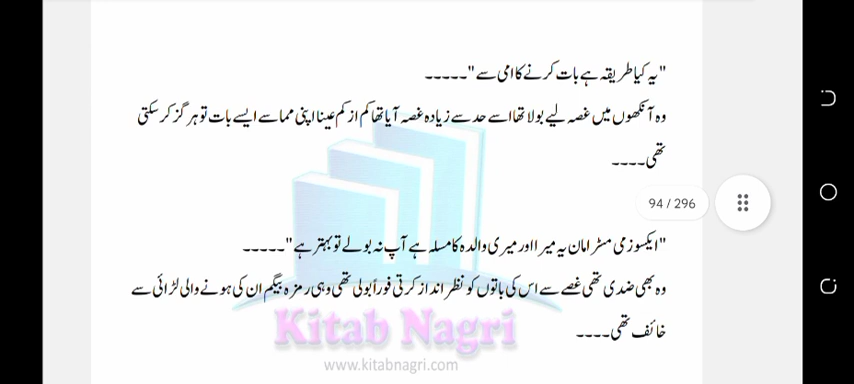 "یہ کیا طریقہ ہے بات کرنے کا امی سے"-----
وہ آنکھوں میں غصہ لیے بولا تھا اسے حد سے زیادہ غصہ آیا تھا کم از کم عینا اپنی مما سے ایسے بات تو ہر گز کر سکتی
تھی----
94 / 296
"ایکسوزمی مسٹر امان یہ میرا اور میری والدہ کا مسلہ ہے آپ نہ بولے تو بہتر ہے"-----
وہ بھی ضدی تھی غصے سے اس کی باتوں کو نظر انداز کرتی فوراً بولی تھی وہی رمزہ بیگم ان کی ہونے والی لڑائی سے
خائف تھی----
Kitab Nagri
www.kitabnagri.com